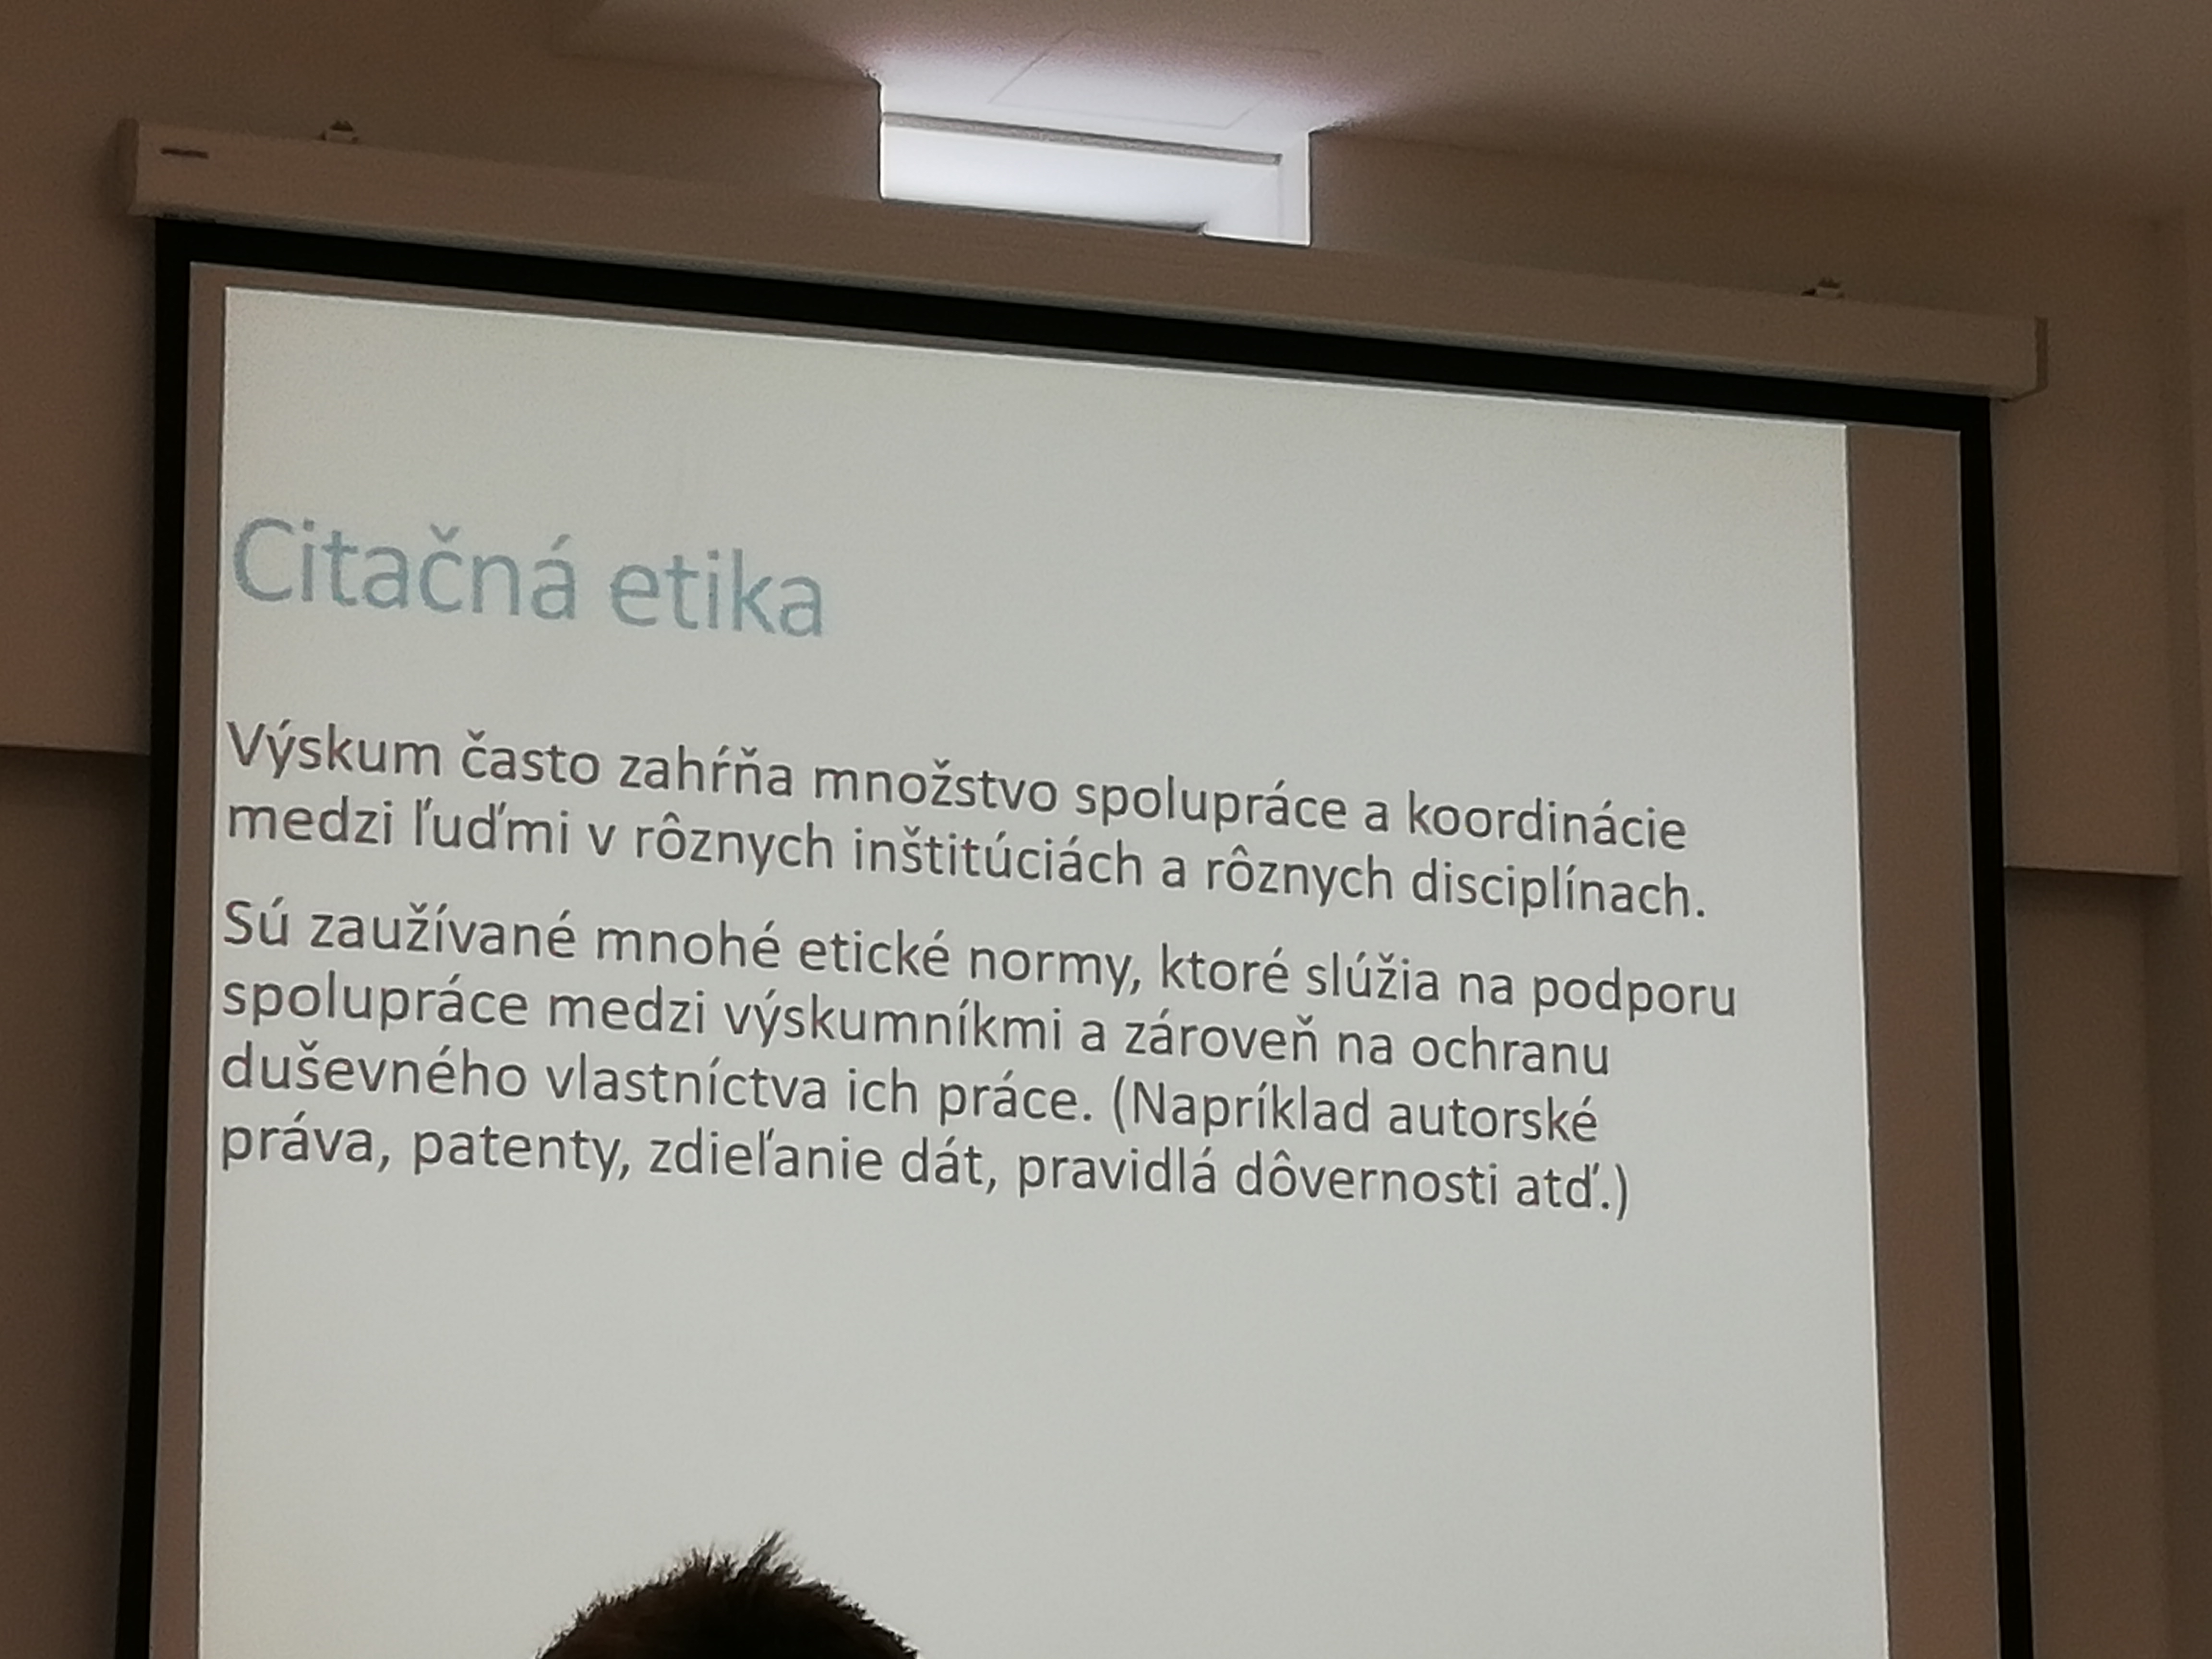 Citačná etika
Výskum často zahŕňa množstvo spolupráce a koordinácie
medzi ľuďmi v rôznych inštitúciách a rôznych disciplínach.
Sú zaužívané mnohé etické normy, ktoré slúžia na podporu
spolupráce medzi výskumníkmi a zároveň na ochranu
duševného vlastníctva ich práce. (Napríklad autorské
práva, patenty, zdieľanie dát, pravidlá dôvernosti atď.)